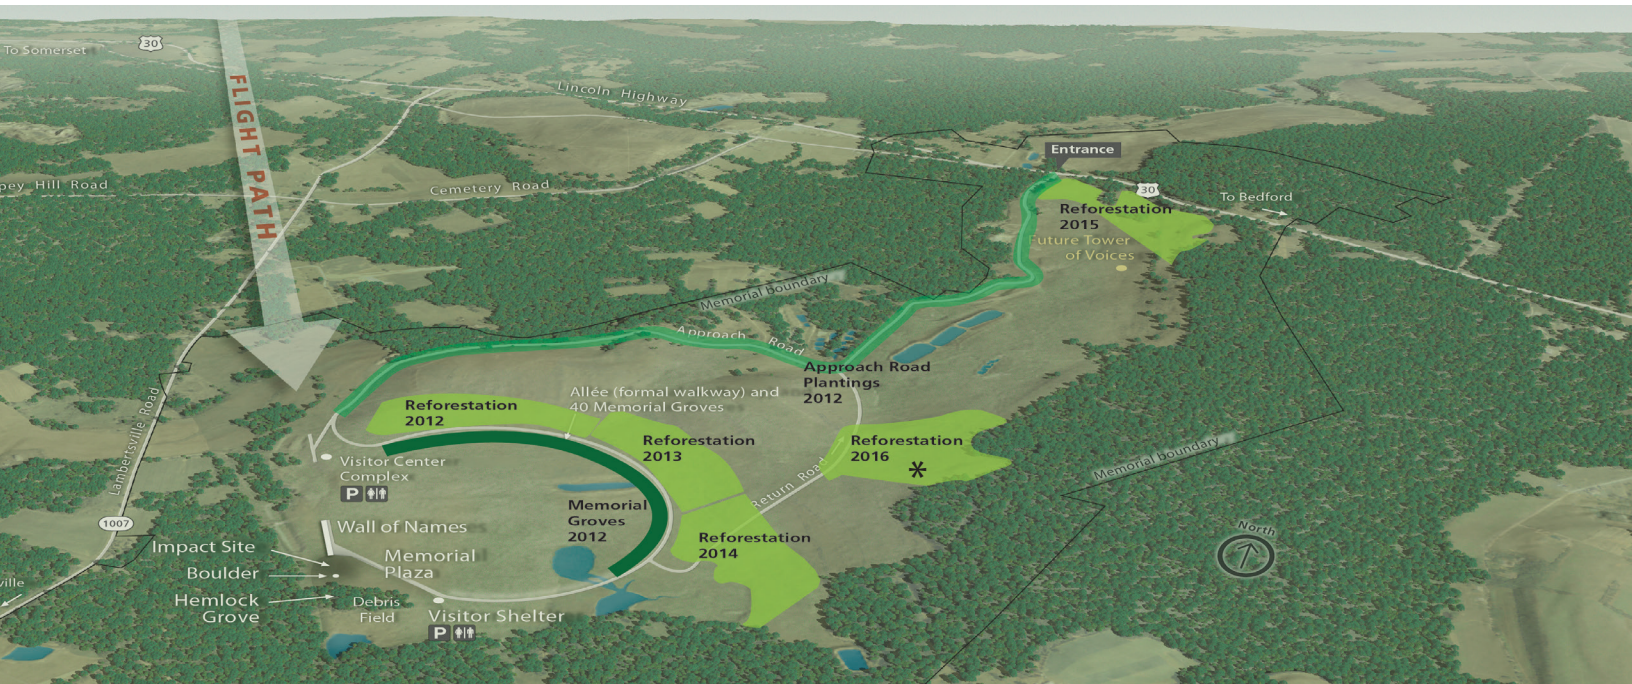 To Somerset
30
FLIGHT PATH
Lincoln Highway
pey Hill Road
Cemetery Road
Entrance
30
To Bedford
Reforestation
2015
Future Tower
of Voices
Memorial boundary
Approach Road
Approach Road
Plantings
2012
Allée (formal walkway) and
40 Memorial Groves
Reforestation
2012
Reforestation
2013
Reforestation
2016
*
Lambertsville Road
Visitor Center
Complex
P
Return Road
Memorial boundary
Memorial
Groves
2012
1007
Wall of Names
Impact Site
Memorial
Plaza
Boulder
Hemlock
Grove
Debris
Field
Visitor Shelter
P
Reforestation
2014
North
ville